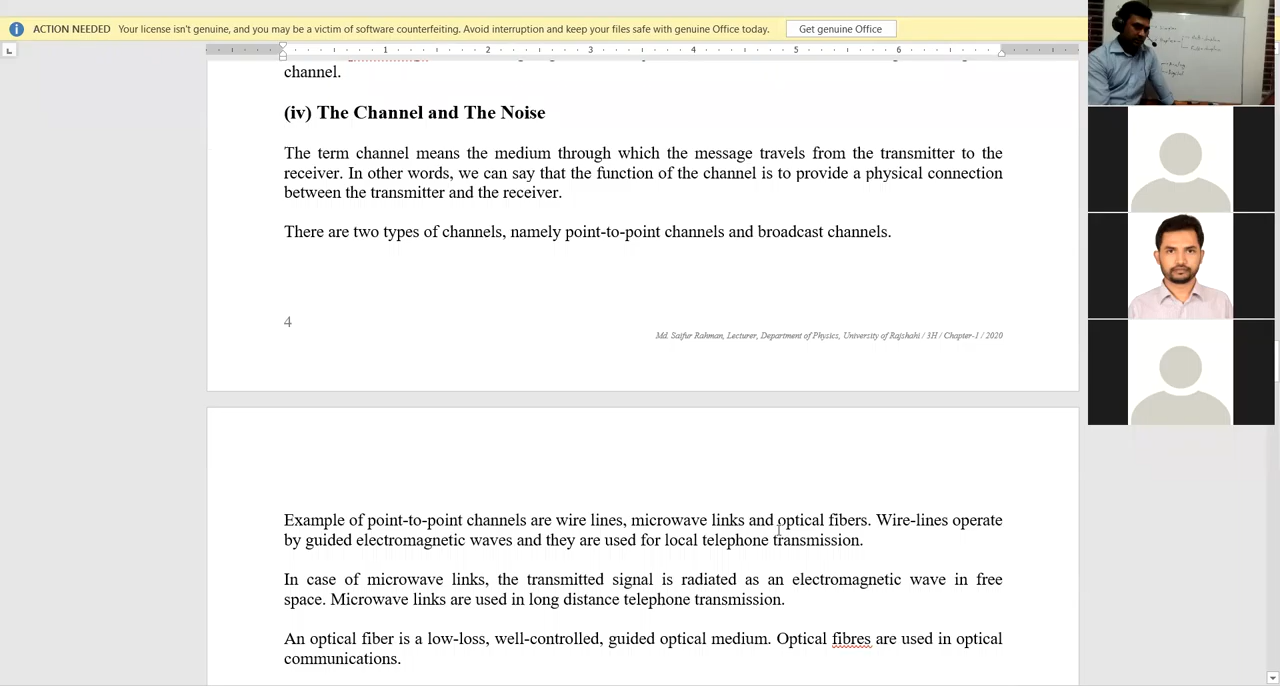 ACTION NEEDED Your license isn't genuine, and you may be a victim of software counterfeiting. Avoid interruption and keep your files safe with genuine Office today. Get genuine Office
1 2 3 4 5 6
channel.
(iv) The Channel and The Noise
The term channel means the medium through which the message travels from the transmitter to the
receiver. In other words, we can say that the function of the channel is to provide a physical connection
between the transmitter and the receiver.
There are two types of channels, namely point-to-point channels and broadcast channels.
4
Md. Saifur Rahman, Lecturer, Department of Physics, University of Rajshahi / 3H / Chapter-1 / 2020
Example of point-to-point channels are wire lines, microwave links and optical fibers. Wire-lines operate
by guided electromagnetic waves and they are used for local telephone transmission.
In case of microwave links, the transmitted signal is radiated as an electromagnetic wave in free
space. Microwave links are used in long distance telephone transmission.
An optical fiber is a low-loss, well-controlled, guided optical medium. Optical fibres are used in optical
communications.